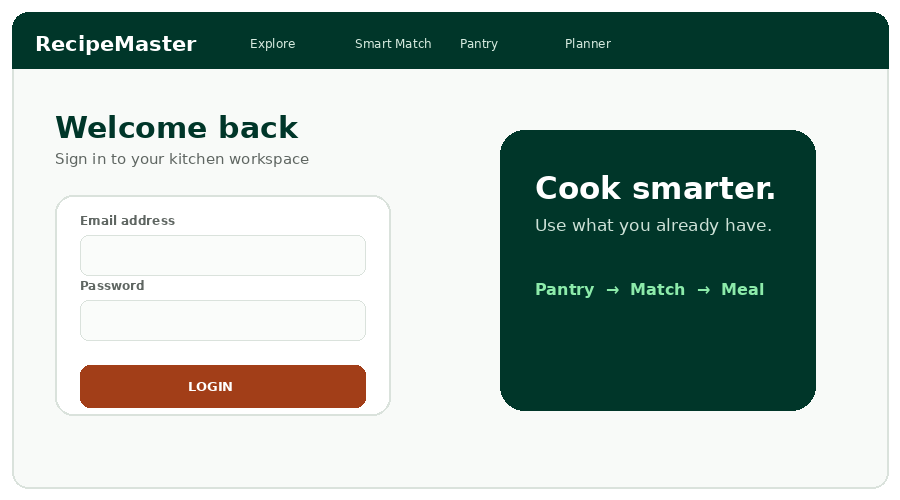 RecipeMaster Explore Smart Match Pantry Planner
Welcome back
Sign in to your kitchen workspace
Email address
Password
LOGIN
Cook smarter.
Use what you already have.
Pantry → Match → Meal